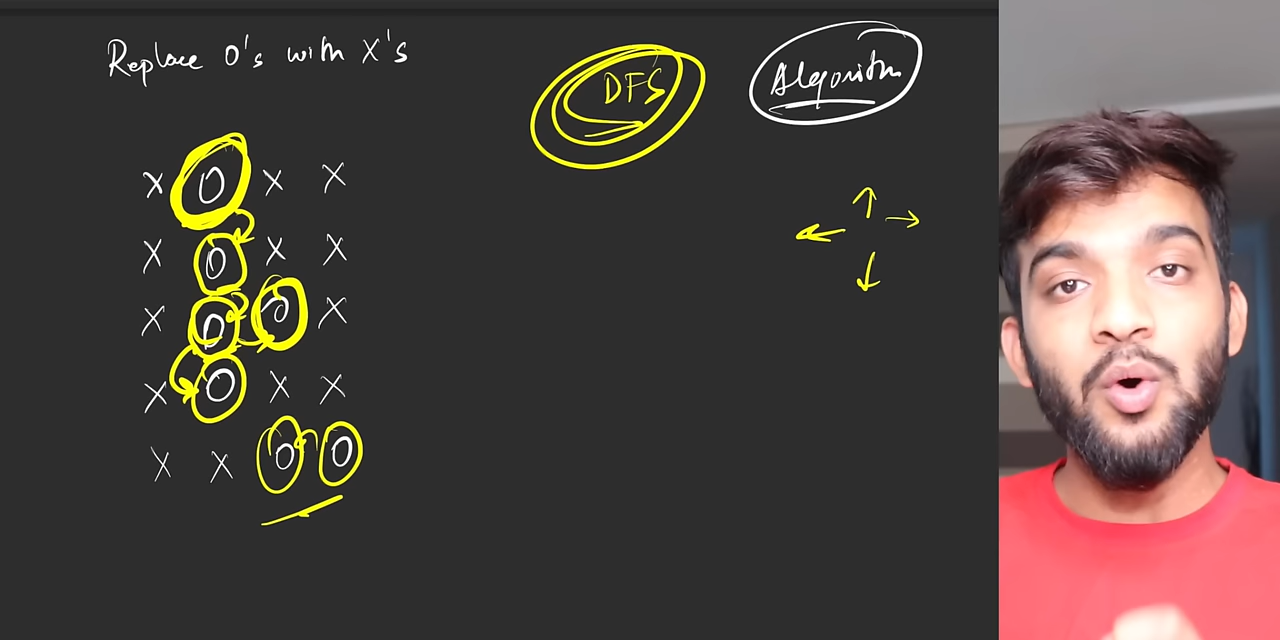 Replace O's with X's
DFS
Algorithm
X O X X
X O X X
X O O X
X O X X
X X O O